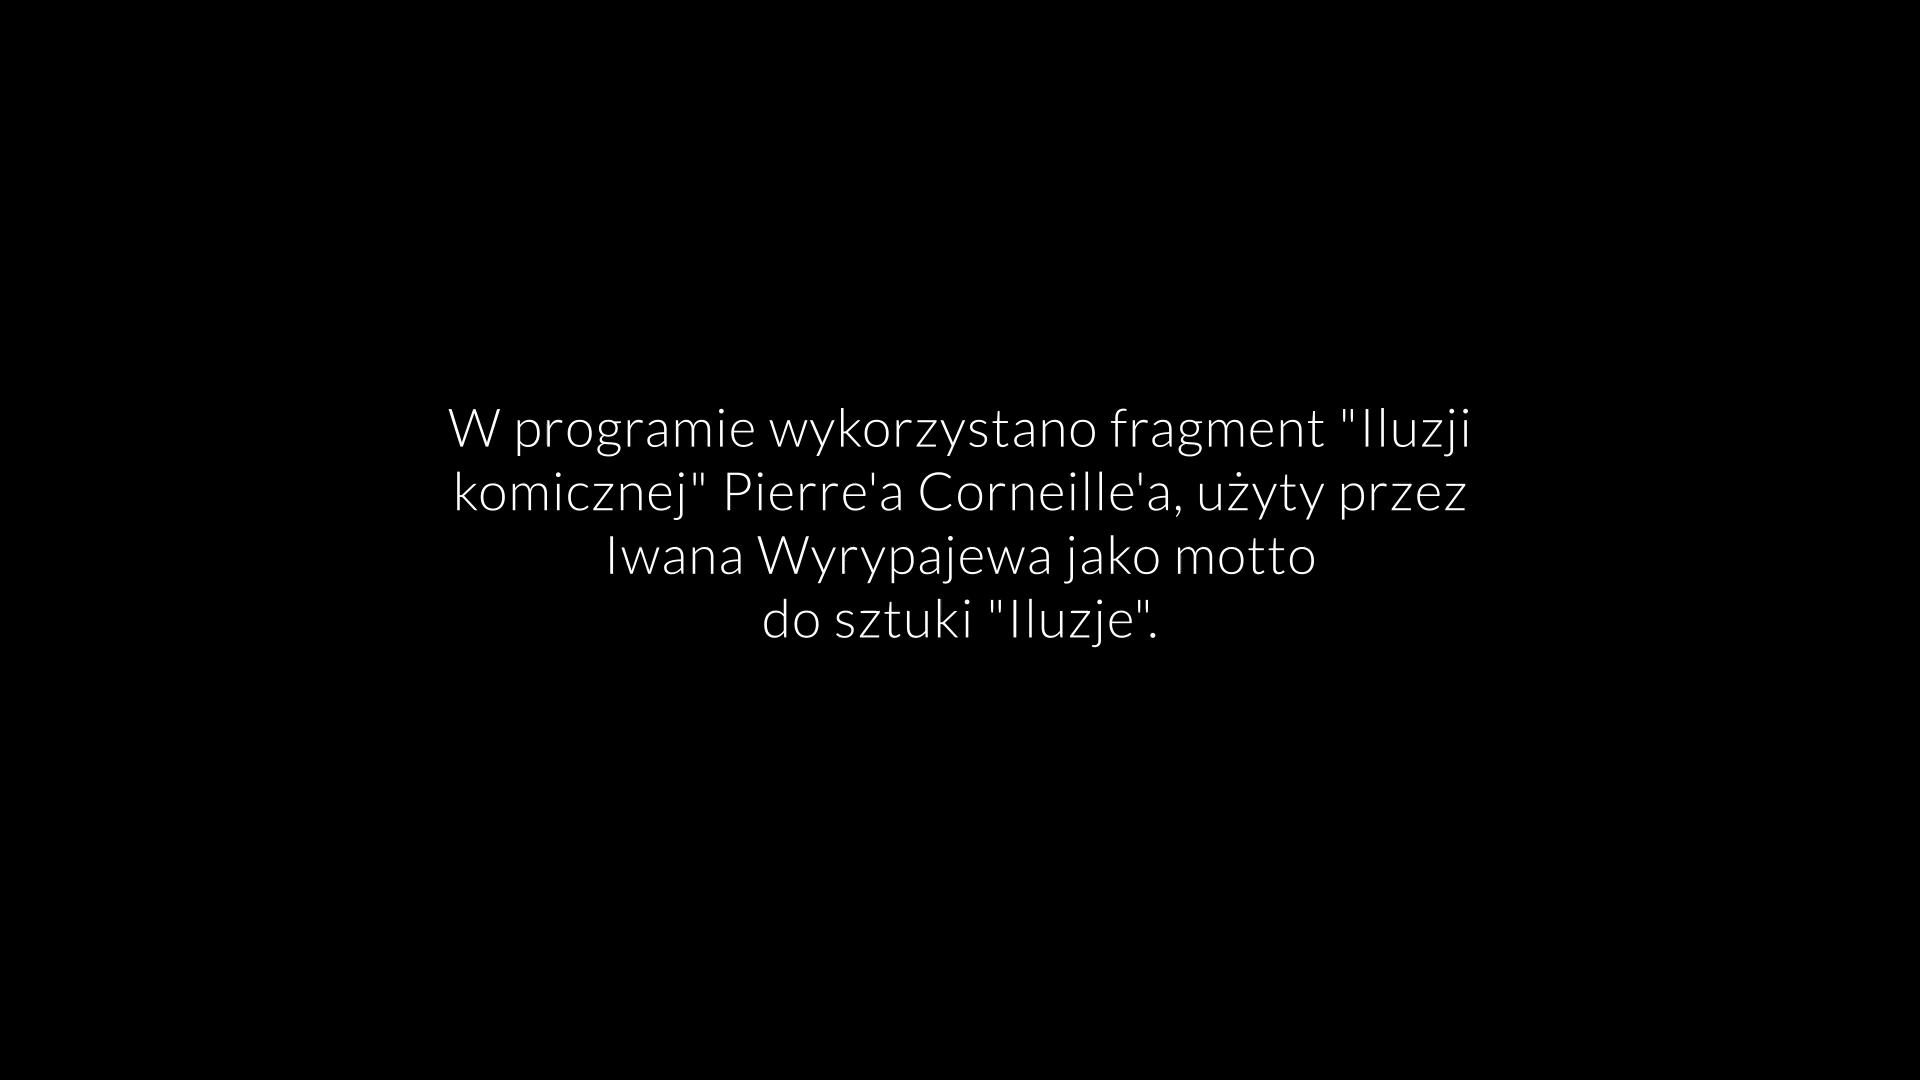 W programie wykorzystano fragment "Iluzji
komicznej" Pierre'a Corneille'a, użyty przez
Iwana Wyrypajewa jako motto
do sztuki "Iluzje".